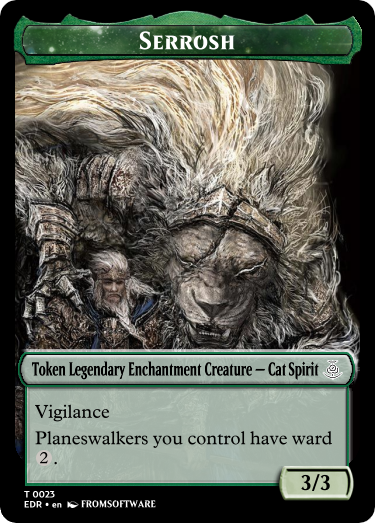 SERROSH
Token Legendary Enchantment Creature — Cat Spirit
Vigilance
Planeswalkers you control have ward
2 .
3/3
T 0023
EDR • en FROMSOFTWARE